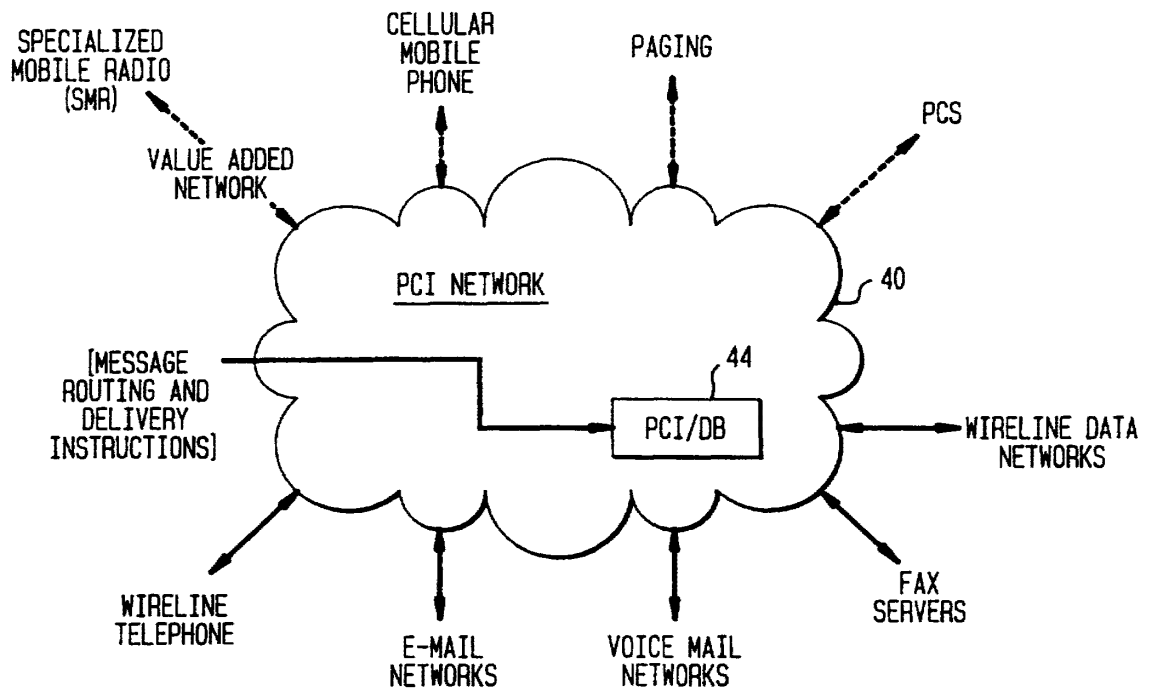 SPECIALIZED
MOBILE RADIO
(SMR)
CELLULAR
MOBILE
PHONE
PAGING
PCS
VALUE ADDED
NETWORK
PCI NETWORK
40
[MESSAGE
ROUTING AND
DELIVERY
INSTRUCTIONS]
44
PCI/DB
WIRELINE DATA
NETWORKS
WIRELINE
TELEPHONE
E-MAIL
NETWORKS
VOICE MAIL
NETWORKS
FAX
SERVERS